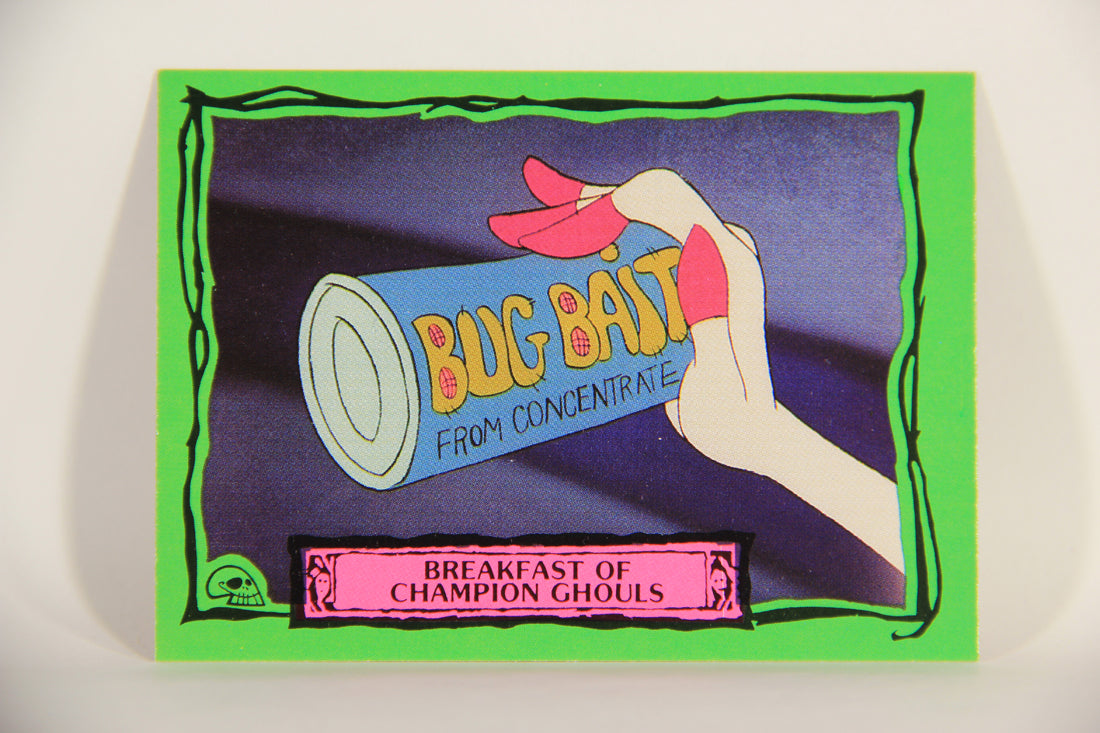 BUG BAIT
FROM CONCENTRATE
BREAKFAST OF
CHAMPION GHOULS